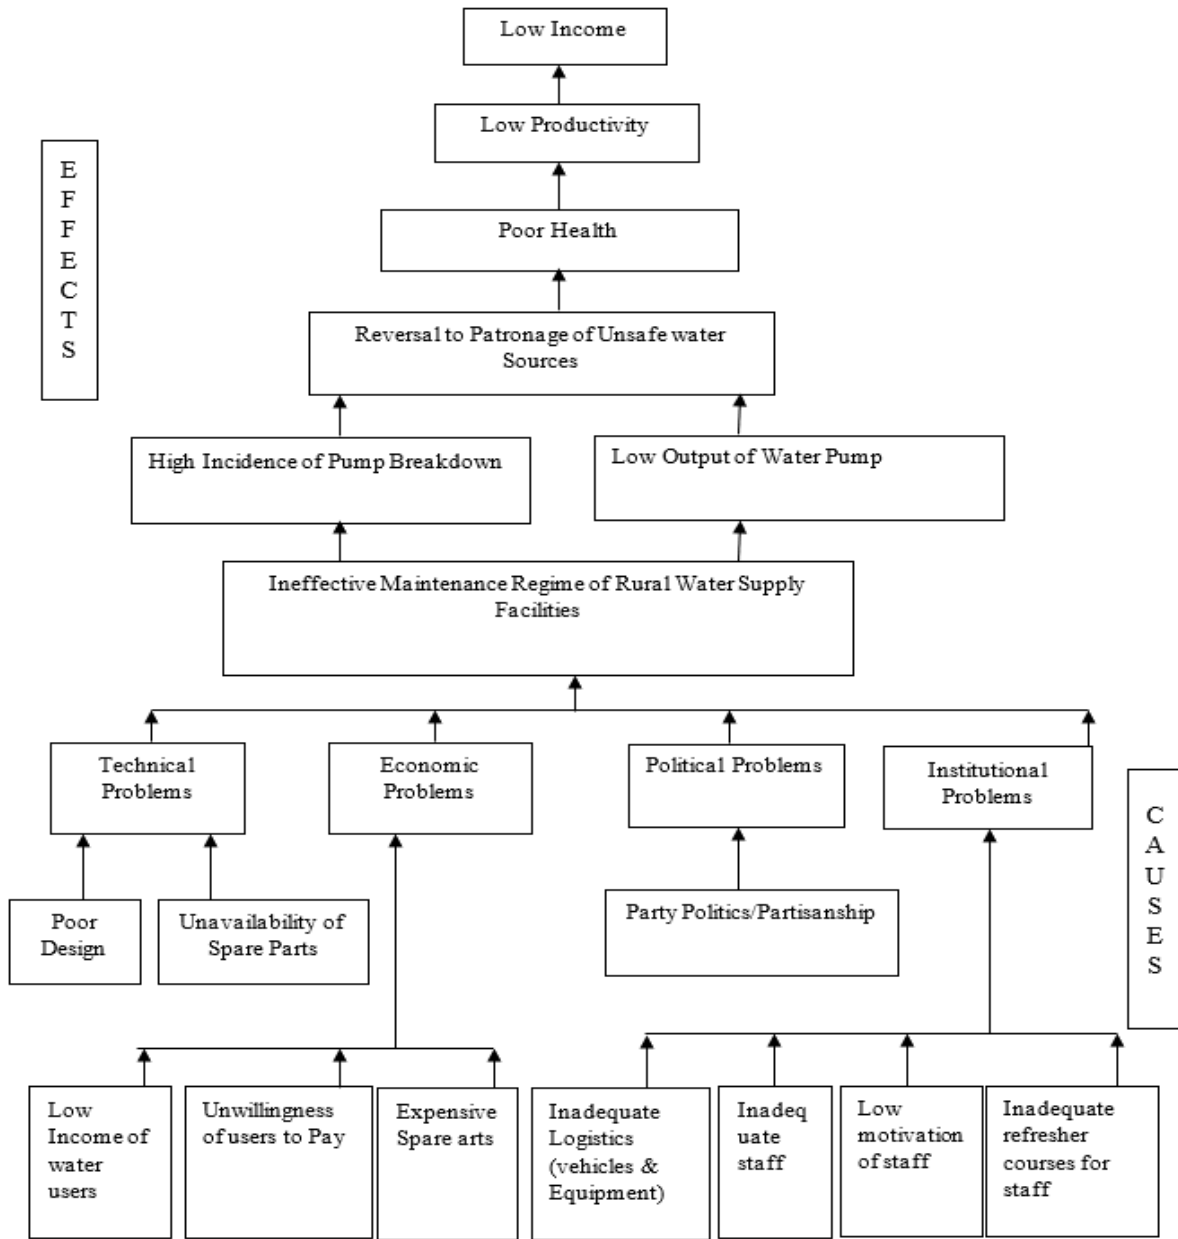 Low Income
Low Productivity
E
F
F
E
C
T
S
Poor Health
Reversal to Patronage of Unsafe water
Sources
High Incidence of Pump Breakdown
Low Output of Water Pump
Ineffective Maintenance Regime of Rural Water Supply
Facilities
Technical
Problems
Economic
Problems
Political Problems
Institutional
Problems
C
A
U
S
E
S
Poor
Design
Unavailability of
Spare Parts
Party Politics/Partisanship
Low
Income of
water
users
Unwillingness
of users to Pay
Expensive
Spare arts
Inadequate
Logistics
(vehicles &
Equipment)
Inadeq
uate
staff
Low
motivation
of staff
Inadequate
refresher
courses for
staff